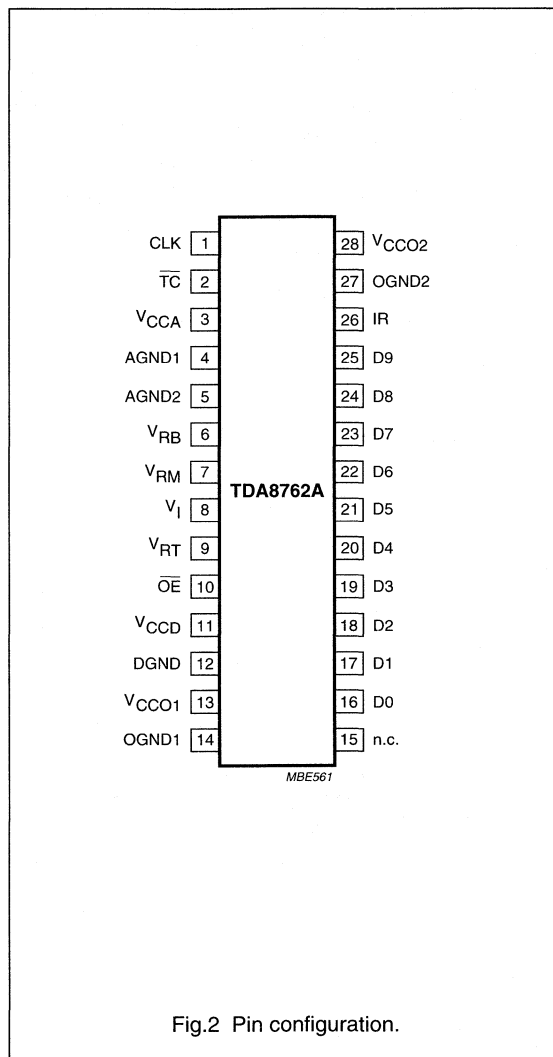 CLK 1 28 VCCO2
TC 2 27 OGND2
VCCA 3 26 IR
AGND1 4 25 D9
AGND2 5 24 D8
VRB 6 23 D7
VRM 7 22 D6
TDA8762A
VI 8 21 D5
VRT 9 20 D4
OE 10 19 D3
VCCD 11 18 D2
DGND 12 17 D1
VCCO1 13 16 D0
OGND1 14 15 n.c.
MBE561
Fig.2 Pin configuration.